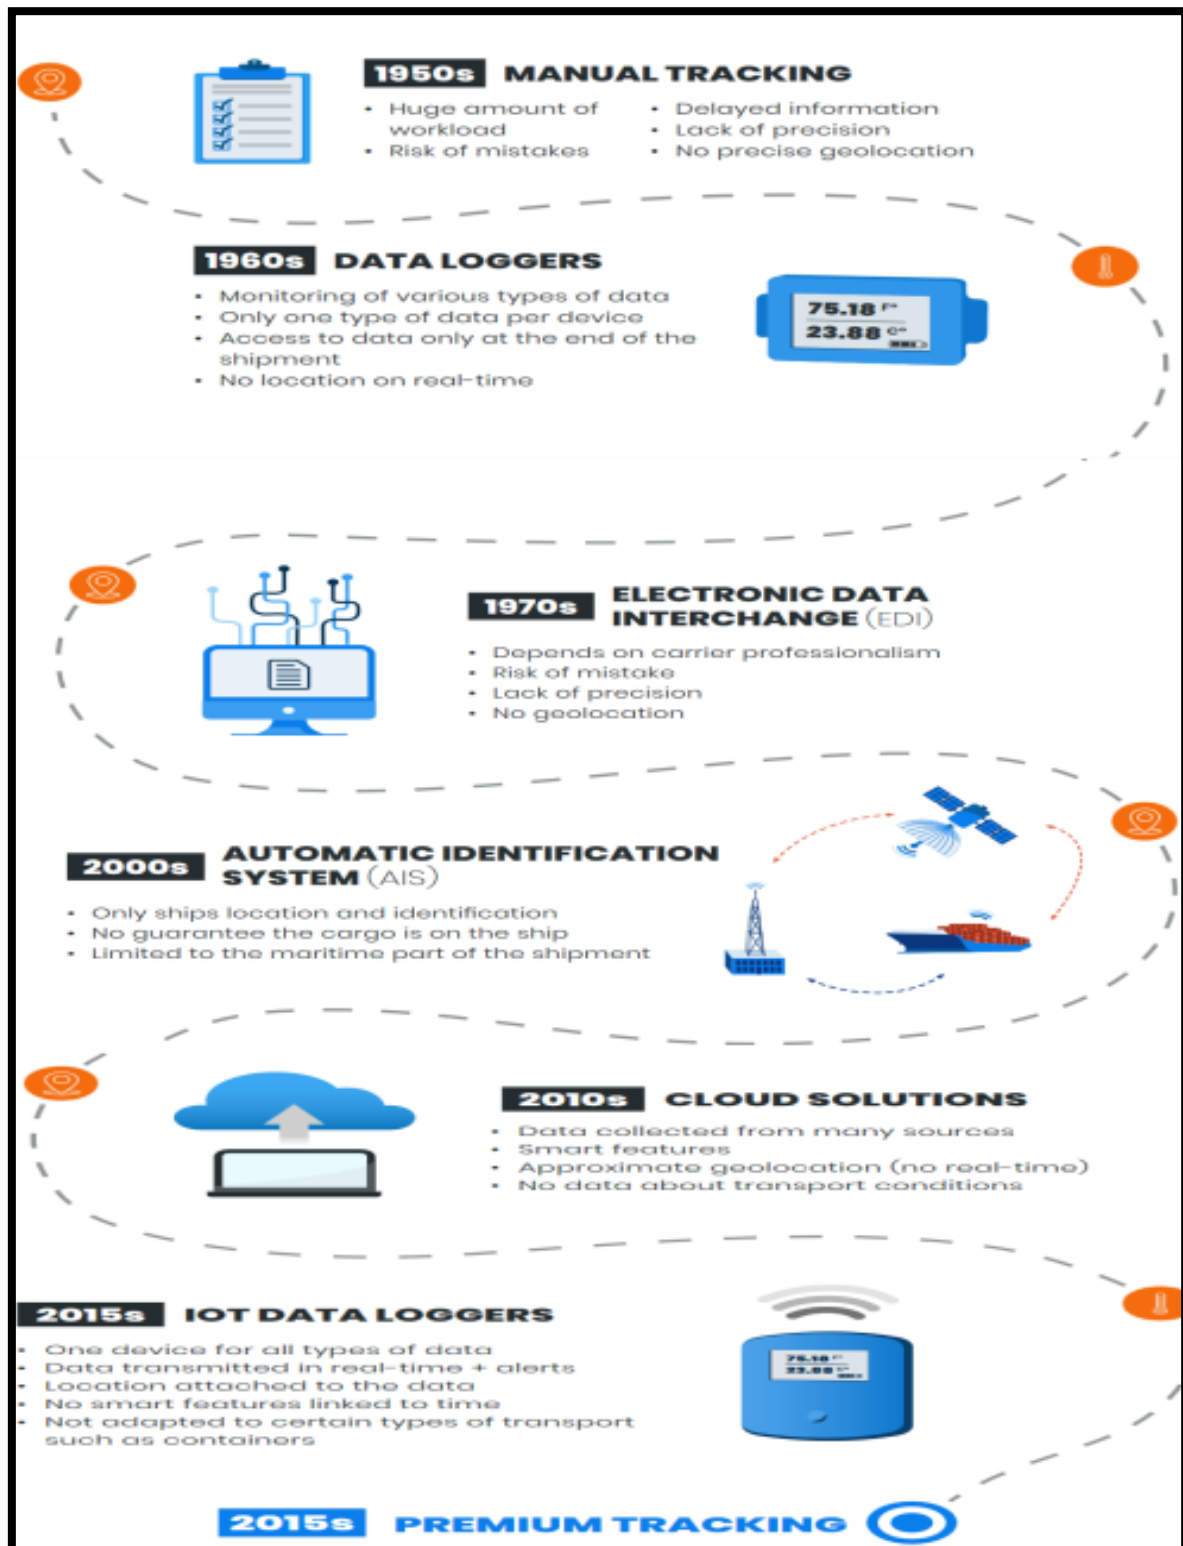 1950s MANUAL TRACKING
• Huge amount of workload
• Risk of mistakes
• Delayed information
• Lack of precision
• No precise geolocation
1960s DATA LOGGERS
• Monitoring of various types of data
• Only one type of data per device
• Access to data only at the end of the
shipment
• No location on real-time
75.18 F°
23.88 C°
1970s ELECTRONIC DATA
INTERCHANGE (EDI)
• Depends on carrier professionalism
• Risk of mistake
• Lack of precision
• No geolocation
2000s AUTOMATIC IDENTIFICATION
SYSTEM (AIS)
• Only ships location and identification
• No guarantee the cargo is on the ship
• Limited to the maritime part of the shipment
2010s CLOUD SOLUTIONS
• Data collected from many sources
• Smart features
• Approximate geolocation (no real-time)
• No data about transport conditions
2015s IOT DATA LOGGERS
• One device for all types of data
• Data transmitted in real-time + alerts
• Location attached to the data
• No smart features linked to time
• Not adapted to certain types of transport
such as containers
75.18 F°
23.88 C°
2015s PREMIUM TRACKING